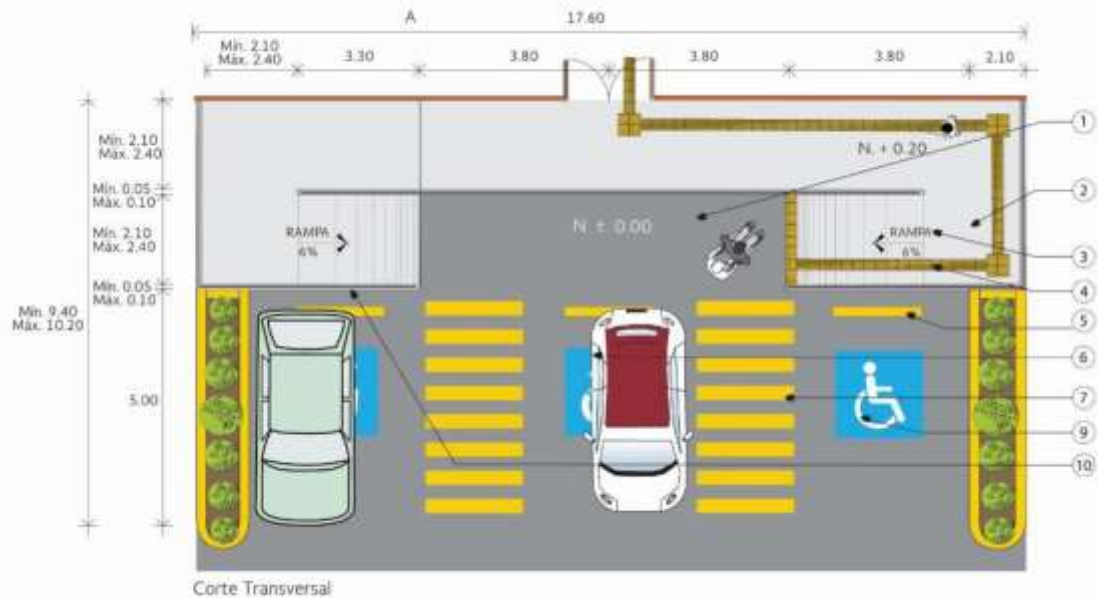 A
17.60
Mín. 2.10
Máx. 2.40
3.30
3.80
3.80
3.80
2.10
Mín. 2.10
Máx. 2.40
1
N. + 0.20
Mín. 0.05
Máx. 0.10
2
N ± 0.00
Mín. 2.10
Máx. 2.40
RAMPA
6%
RAMPA
6%
3
4
Mín. 0.05
Máx. 0.10
Mín. 9.40
Máx. 10.20
5
6
5.00
7
9
10
Corte Transversal